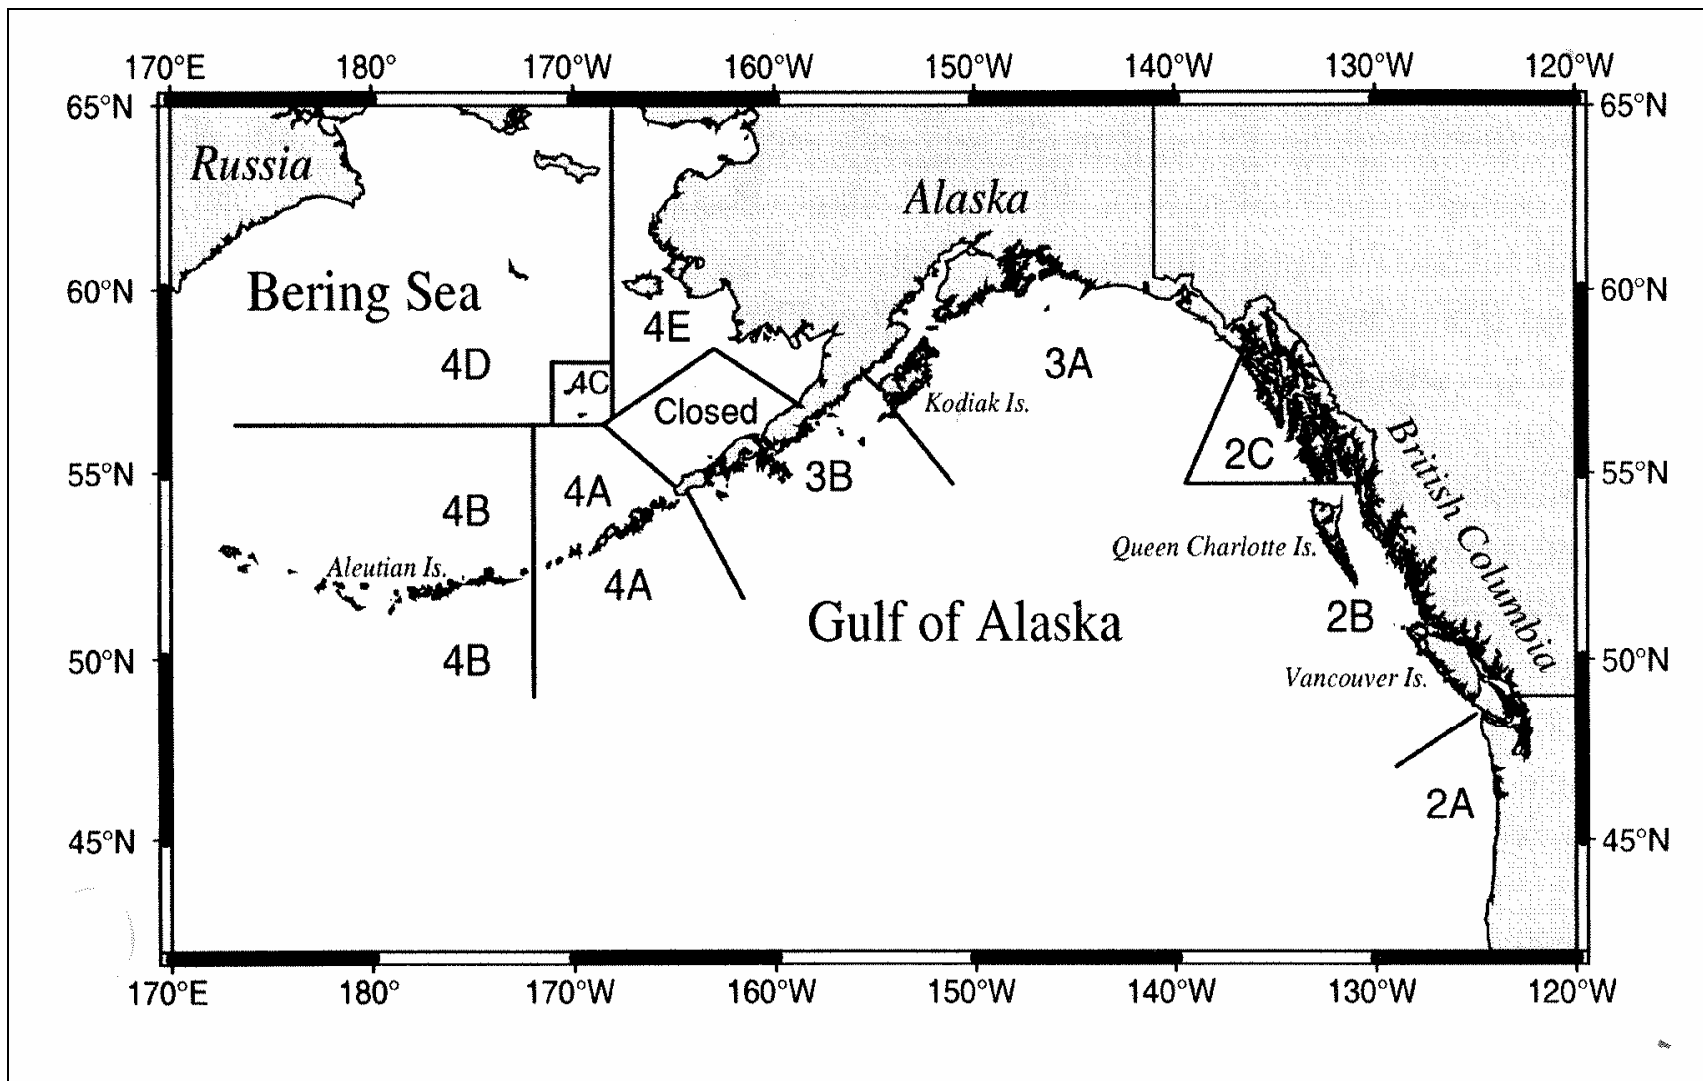 170°E 180° 170°W 160°W 150°W 140°W 130°W 120°W
65°N 65°N
Russia
Alaska
Bering Sea
60°N 60°N
4E
4D
4C
3A
Closed
Kodiak Is.
British Columbia
2C
55°N 55°N
3B
4A
4B
Queen Charlotte Is.
Aleutian Is.
4A
Gulf of Alaska
2B
4B
50°N 50°N
Vancouver Is.
2A
45°N 45°N
170°E 180° 170°W 160°W 150°W 140°W 130°W 120°W